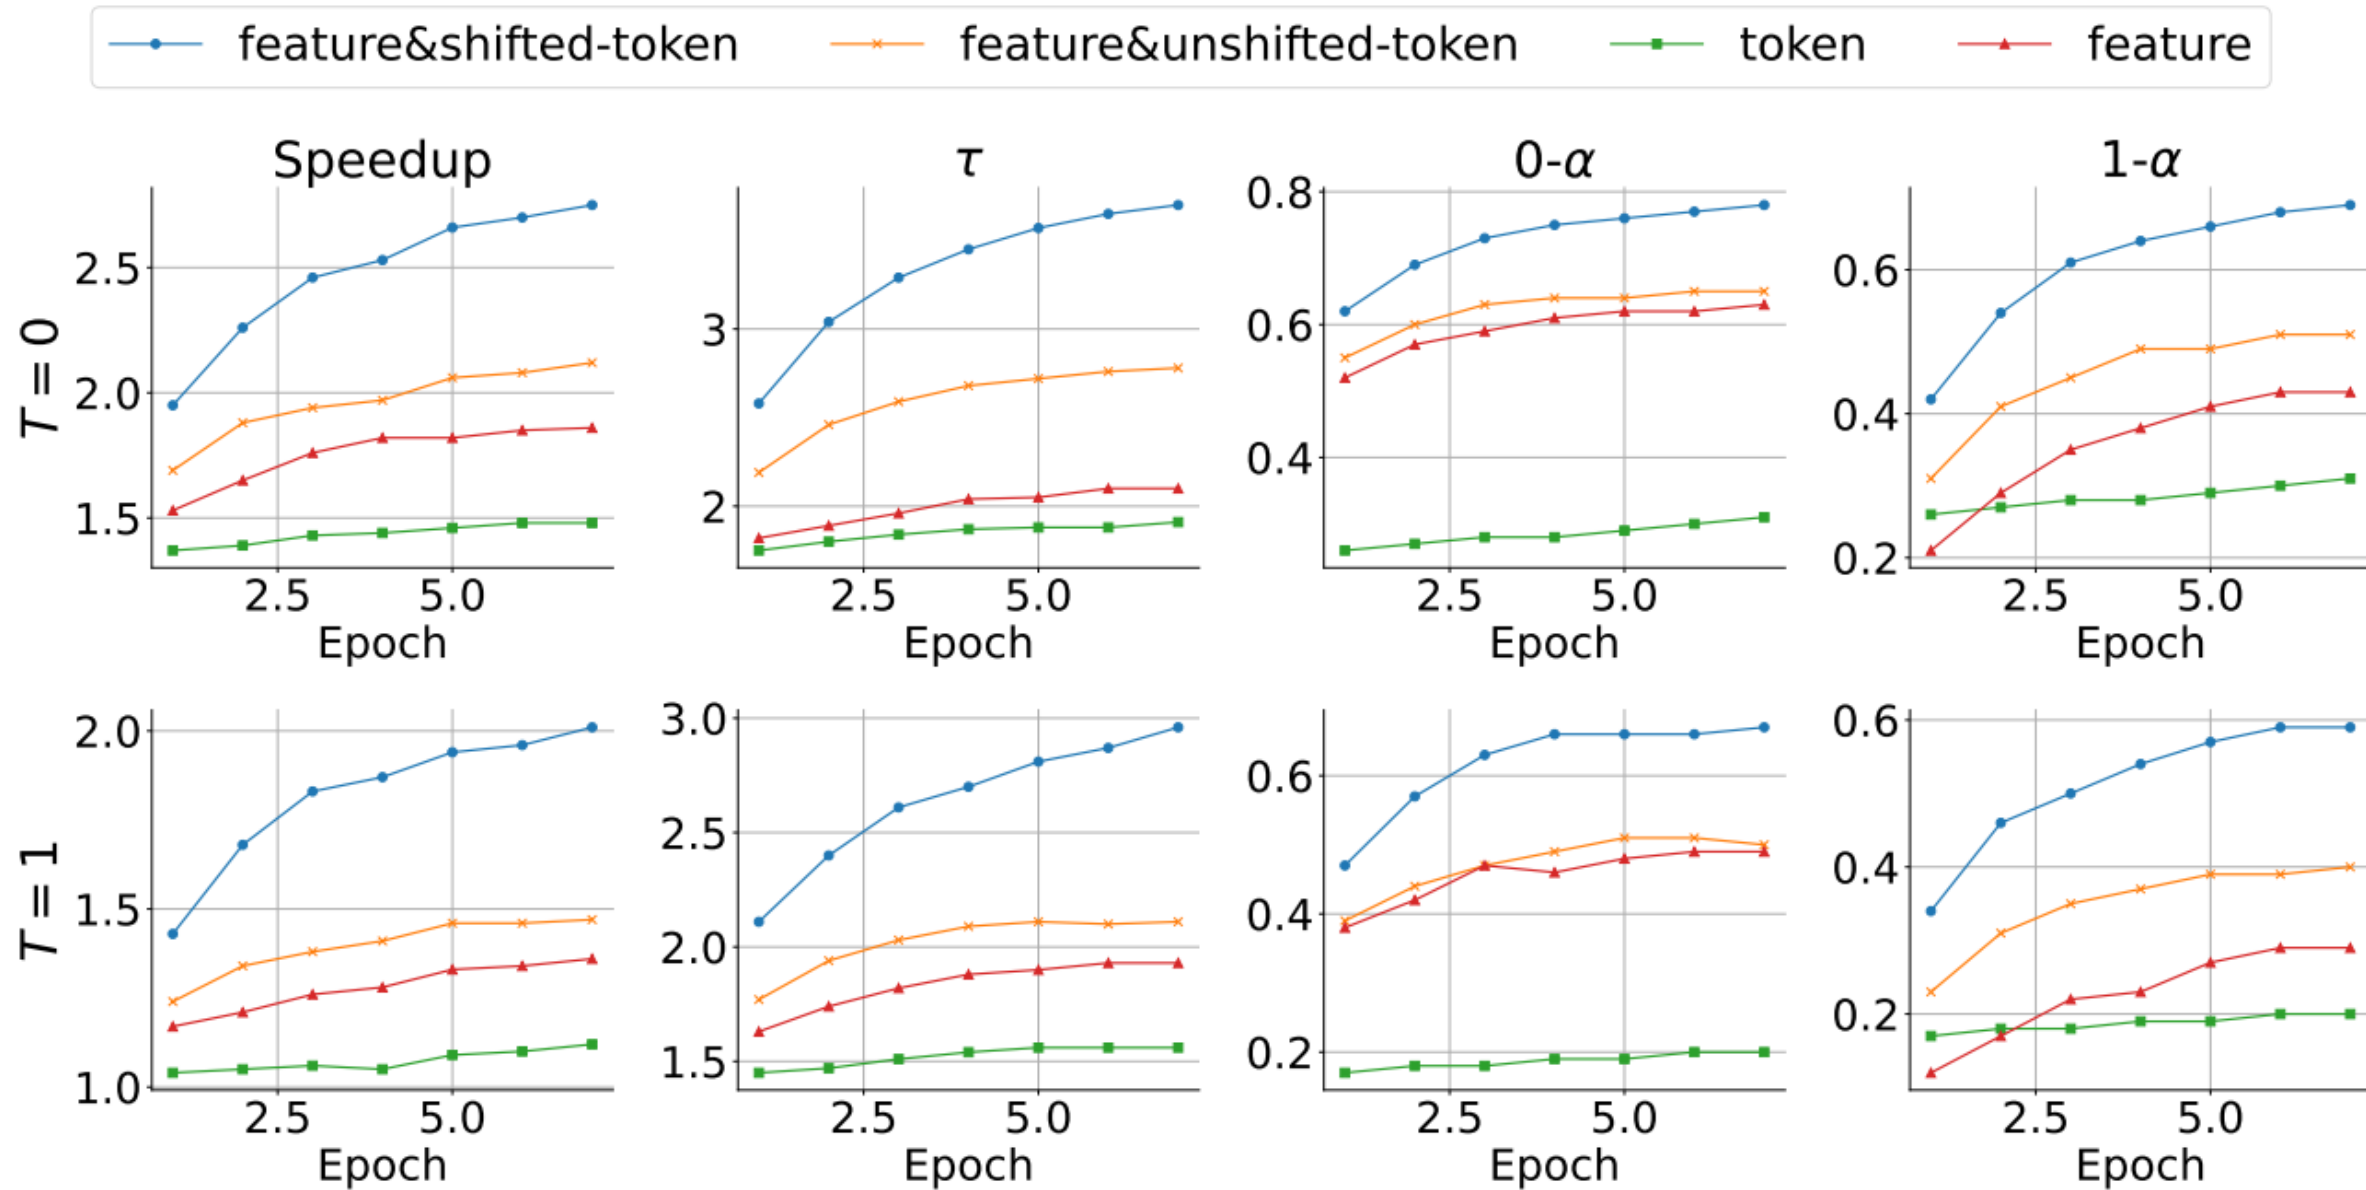 feature&shifted-token feature&unshifted-token token feature
Speedup τ 0-α 1-α
T = 0
2.5
2.0
1.5
2.5 5.0
Epoch
3
2
2.5 5.0
Epoch
0.8
0.6
0.4
2.5 5.0
Epoch
0.6
0.4
0.2
2.5 5.0
Epoch
T = 1
2.0
1.5
1.0
2.5 5.0
Epoch
3.0
2.5
2.0
1.5
2.5 5.0
Epoch
0.6
0.4
0.2
2.5 5.0
Epoch
0.6
0.4
0.2
2.5 5.0
Epoch